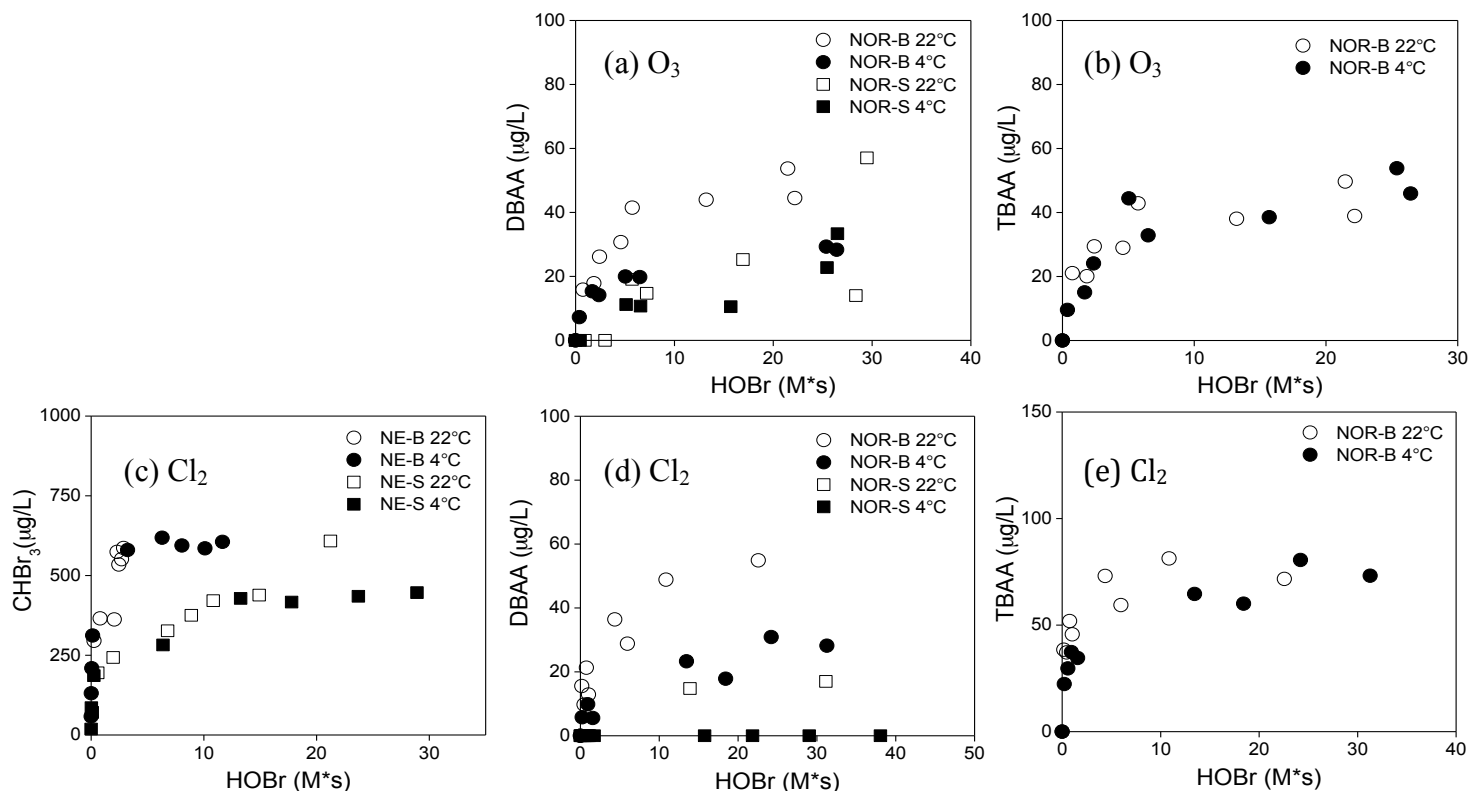 (a) O₃
NOR-B 22°C
NOR-B 4°C
NOR-S 22°C
NOR-S 4°C
DBAA (μg/L)
100
80
60
40
20
0
0 10 20 30 40
HOBr (M*s)
(b) O₃
NOR-B 22°C
NOR-B 4°C
TBAA (μg/L)
100
80
60
40
20
0
0 10 20 30
HOBr (M*s)
(c) Cl₂
NE-B 22°C
NE-B 4°C
NE-S 22°C
NE-S 4°C
CHBr₃(μg/L)
1000
750
500
250
0
0 10 20 30
HOBr (M*s)
(d) Cl₂
NOR-B 22°C
NOR-B 4°C
NOR-S 22°C
NOR-S 4°C
DBAA (μg/L)
100
80
60
40
20
0
0 10 20 30 40 50
HOBr (M*s)
(e) Cl₂
NOR-B 22°C
NOR-B 4°C
TBAA (μg/L)
150
100
50
0
0 10 20 30 40
HOBr (M*s)